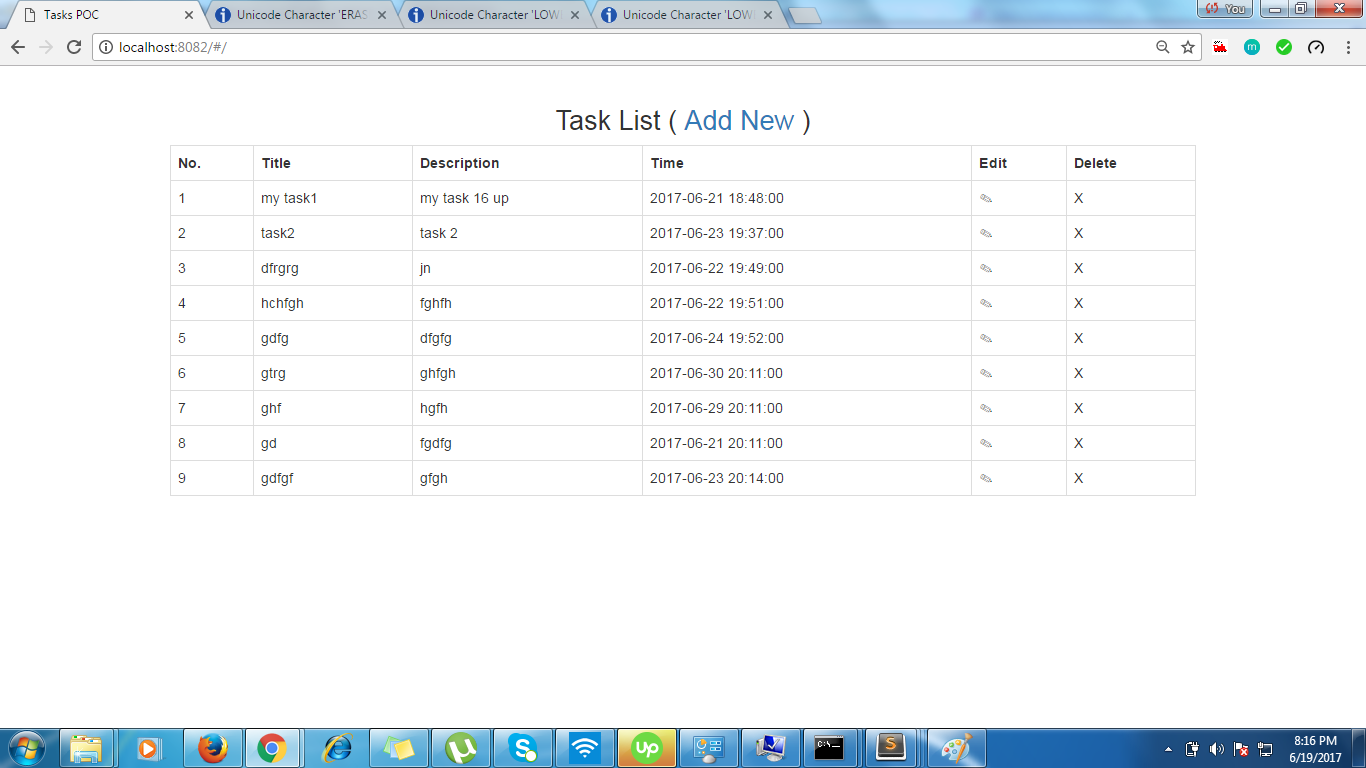 Tasks POC
Unicode Character 'ERAS
Unicode Character 'LOW
Unicode Character 'LOW
You
localhost:8082/#/
m
Task List ( Add New )
No. Title Description Time Edit Delete
1 my task1 my task 16 up 2017-06-21 18:48:00 ✎ X
2 task2 task 2 2017-06-23 19:37:00 ✎ X
3 dfrgrg jn 2017-06-22 19:49:00 ✎ X
4 hchfgh fghfh 2017-06-22 19:51:00 ✎ X
5 gdfg dfgfg 2017-06-24 19:52:00 ✎ X
6 gtrg ghfgh 2017-06-30 20:11:00 ✎ X
7 ghf hgfh 2017-06-29 20:11:00 ✎ X
8 gd fgdfg 2017-06-21 20:11:00 ✎ X
9 gdfgf gfgh 2017-06-23 20:14:00 ✎ X
up
C:\_
S
8:16 PM
6/19/2017